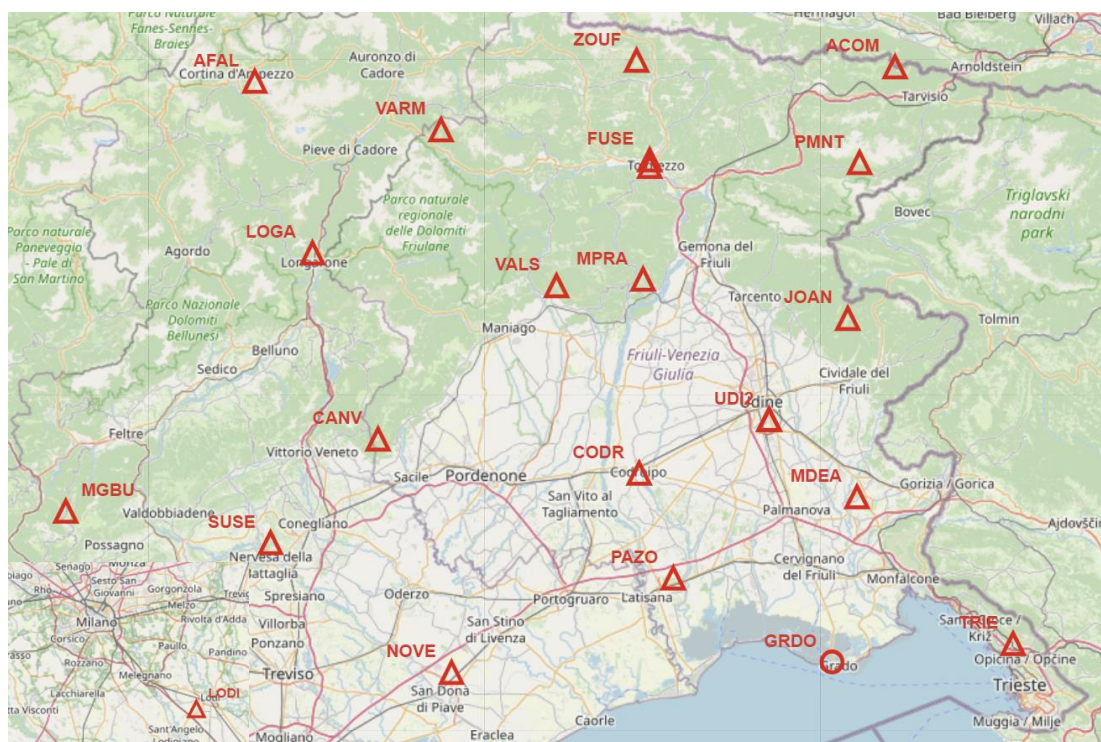 Parco Naturale
Fanes-Sennes-
Braies
Hermagor
Bad Bleiberg
Villach
ZOUF
ACOM
AFAL
Cortina d'Ampezzo
Auronzo di
Cadore
Arnoldstein
Tarvisio
VARM
FUSE
PMNT
Pieve di Cadore
Tolmezzo
Triglavski
narodni
park
Parco naturale
regionale
delle Dolomiti
Friulane
Bovec
Parco naturale
Paneveggio
- Pale di
San Martino
Agordo
LOGA
Longarone
VALS
MPRA
Gemona del
Friuli
Parco Nazionale
Dolomiti
Bellunesi
Tarcento
JOAN
Tolmin
Maniago
Belluno
Sedico
Friuli-Venezia
Giulia
Cividale del
Friuli
UDI2
Udine
CANV
Feltre
Vittorio Veneto
Sacile
Pordenone
CODR
Codroipo
MGBU
Valdobbiadene
SUSE
Conegliano
San Vito al
Tagliamento
MDEA
Palmanova
Gorizia / Gorica
Ajdovšči
Possagno
Nervesa della
Battaglia
PAZO
Cervignano
del Friuli
Monfalcone
Latisana
Portogruaro
Oderzo
Spresiano
Villorba
Ponzano
Treviso
San Stino
di Livenza
NOVE
San Donà
di Piave
GRDO
Grado
TRIE
Opicina / Opčine
Trieste
Muggia / Milje
Caorle
Eraclea
Mogliano
Senago
Monza
Sesto San
Giovanni
Gorgonzola
Rho
Melzo
Milano
Rivolta d'Adda
Corsico
Paullo
Pandino
Rozzano
Melegnano
Lacchiarella
LODI
Lodi
Sant'Angelo
Lodigiano